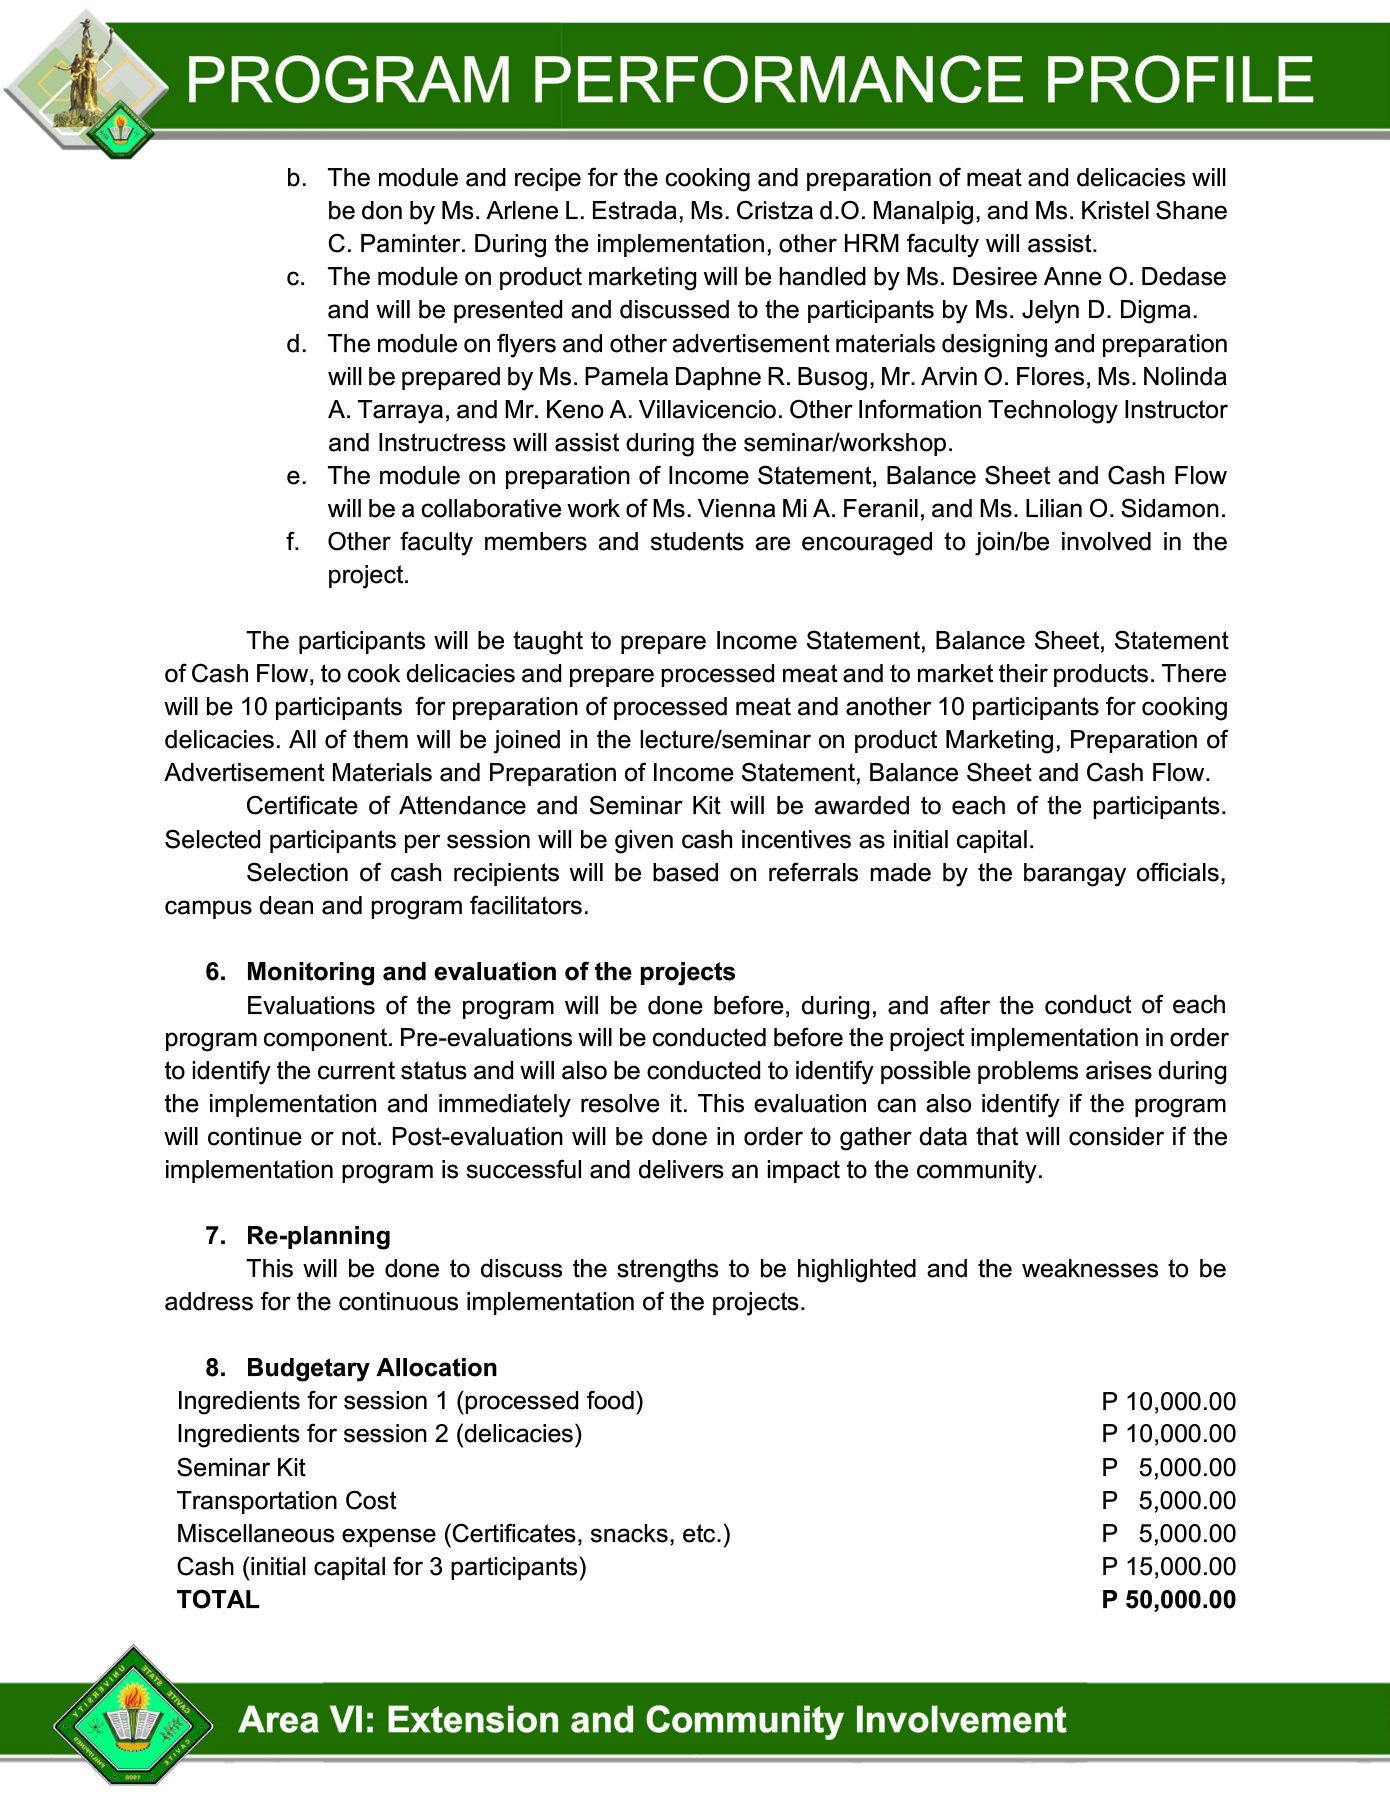 PROGRAM PERFORMANCE PROFILE
b. The module and recipe for the cooking and preparation of meat and delicacies will
be don by Ms. Arlene L. Estrada, Ms. Cristza d.O. Manalpig, and Ms. Kristel Shane
C. Paminter. During the implementation, other HRM faculty will assist.
c. The module on product marketing will be handled by Ms. Desiree Anne O. Dedase
and will be presented and discussed to the participants by Ms. Jelyn D. Digma.
d. The module on flyers and other advertisement materials designing and preparation
will be prepared by Ms. Pamela Daphne R. Busog, Mr. Arvin O. Flores, Ms. Nolinda
A. Tarraya, and Mr. Keno A. Villavicencio. Other Information Technology Instructor
and Instructress will assist during the seminar/workshop.
e. The module on preparation of Income Statement, Balance Sheet and Cash Flow
will be a collaborative work of Ms. Vienna Mi A. Feranil, and Ms. Lilian O. Sidamon.
f. Other faculty members and students are encouraged to join/be involved in the
project.
The participants will be taught to prepare Income Statement, Balance Sheet, Statement
of Cash Flow, to cook delicacies and prepare processed meat and to market their products. There
will be 10 participants for preparation of processed meat and another 10 participants for cooking
delicacies. All of them will be joined in the lecture/seminar on product Marketing, Preparation of
Advertisement Materials and Preparation of Income Statement, Balance Sheet and Cash Flow.
Certificate of Attendance and Seminar Kit will be awarded to each of the participants.
Selected participants per session will be given cash incentives as initial capital.
Selection of cash recipients will be based on referrals made by the barangay officials,
campus dean and program facilitators.
6. Monitoring and evaluation of the projects
Evaluations of the program will be done before, during, and after the conduct of each
program component. Pre-evaluations will be conducted before the project implementation in order
to identify the current status and will also be conducted to identify possible problems arises during
the implementation and immediately resolve it. This evaluation can also identify if the program
will continue or not. Post-evaluation will be done in order to gather data that will consider if the
implementation program is successful and delivers an impact to the community.
7. Re-planning
This will be done to discuss the strengths to be highlighted and the weaknesses to be
address for the continuous implementation of the projects.
8. Budgetary Allocation
Ingredients for session 1 (processed food) P 10,000.00
Ingredients for session 2 (delicacies) P 10,000.00
Seminar Kit P 5,000.00
Transportation Cost P 5,000.00
Miscellaneous expense (Certificates, snacks, etc.) P 5,000.00
Cash (initial capital for 3 participants) P 15,000.00
TOTAL P 50,000.00
CAVITE STATE UNIVERSITY
Area VI: Extension and Community Involvement